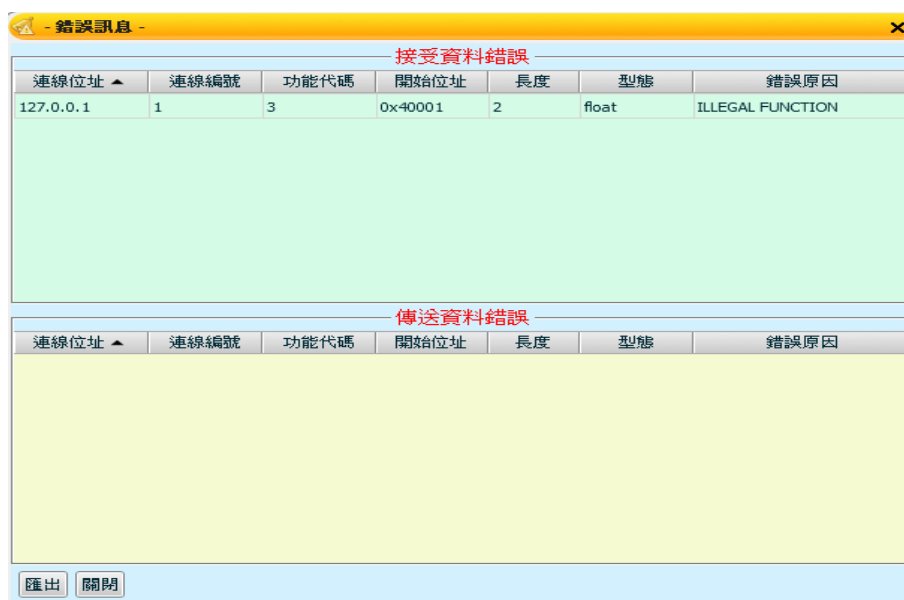 - 錯誤訊息 -
接受資料錯誤
連線位址 連線編號 功能代碼 開始位址 長度 型態 錯誤原因
127.0.0.1 1 3 0x40001 2 float ILLEGAL FUNCTION
傳送資料錯誤
連線位址 連線編號 功能代碼 開始位址 長度 型態 錯誤原因
匯出 關閉